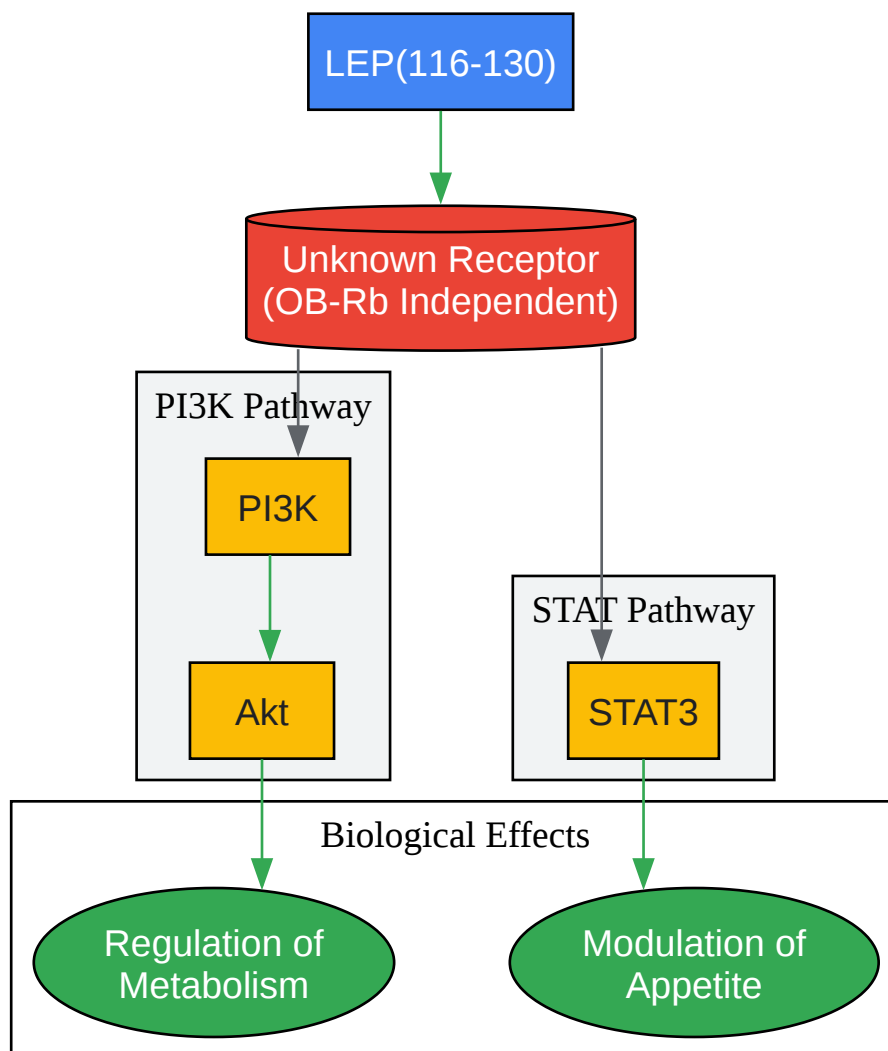 LEP(116-130)
Unknown Receptor
(OB-Rb Independent)
PI3K Pathway
PI3K
Akt
STAT Pathway
STAT3
Biological Effects
Regulation of
Metabolism
Modulation of
Appetite